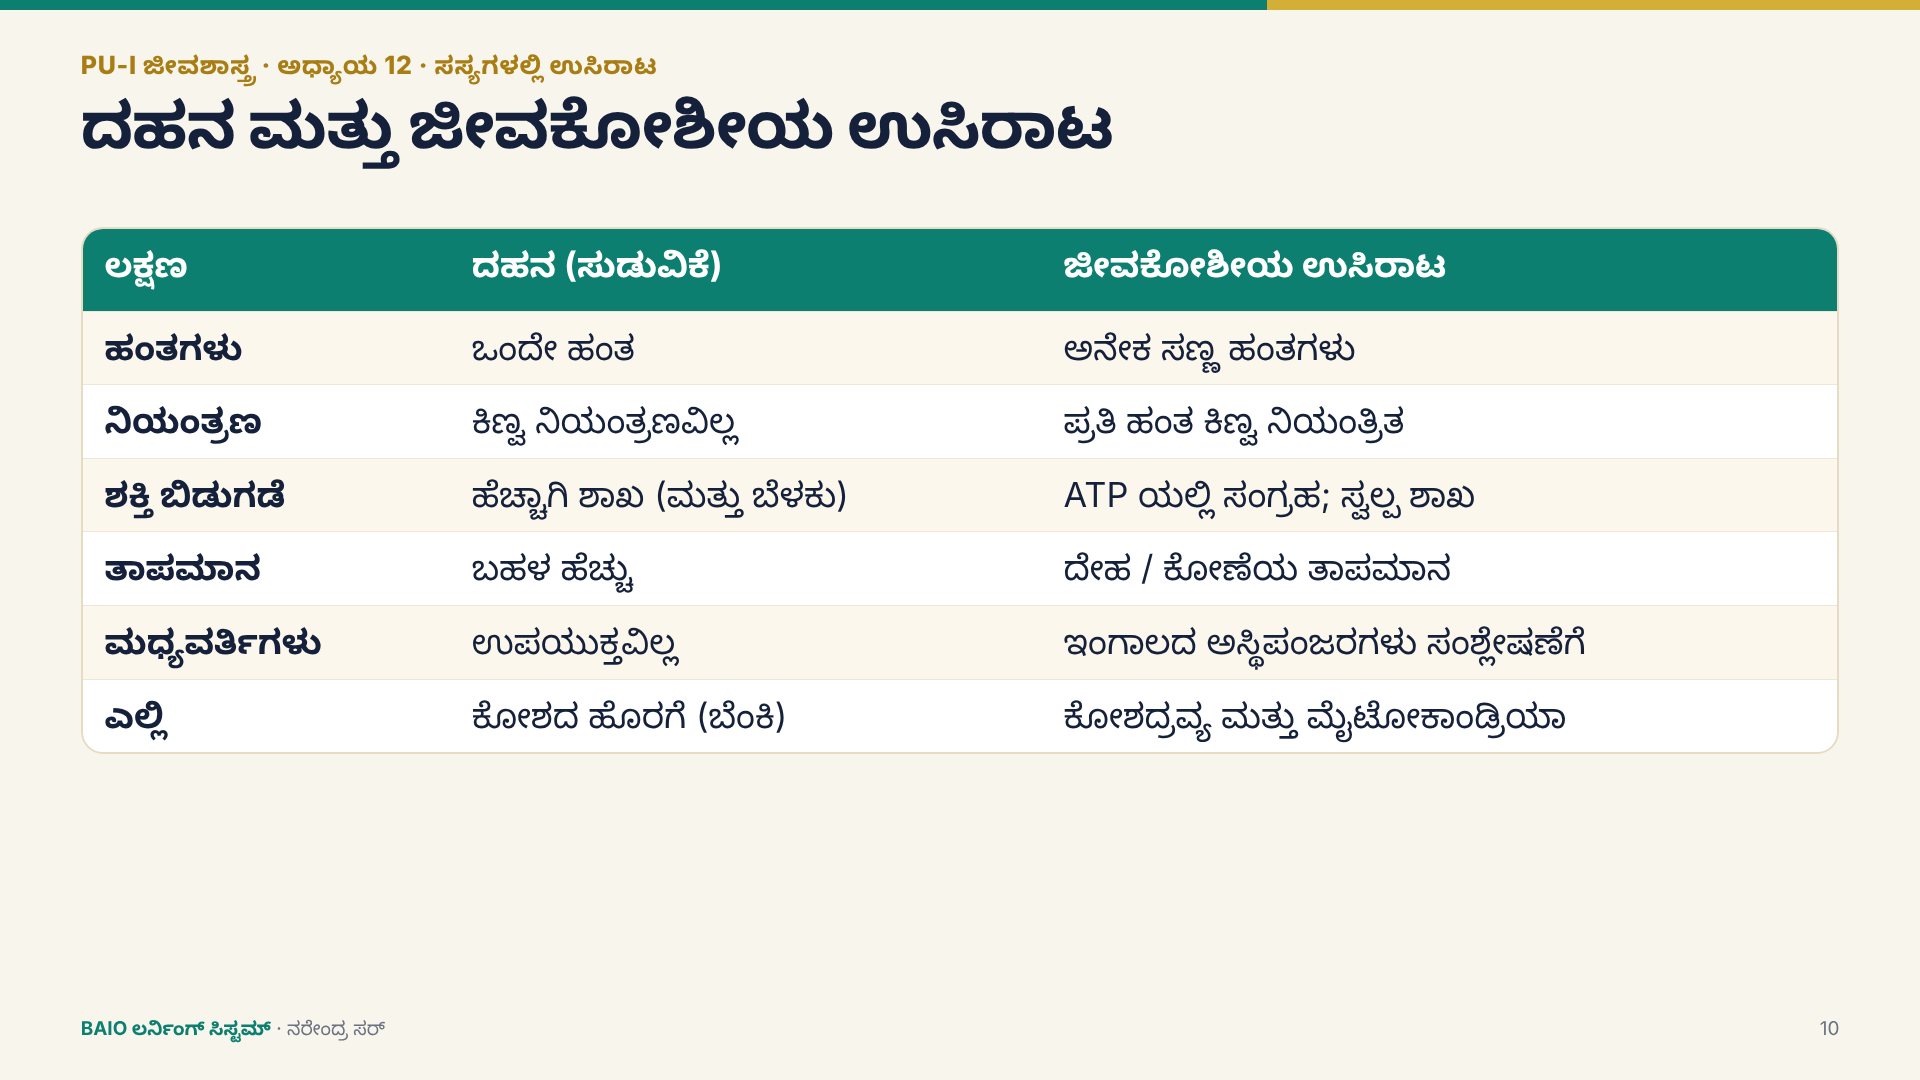 PU-I ಜೀವಶಾಸ್ತ್ರ · ಅಧ್ಯಾಯ 12 · ಸಸ್ಯಗಳಲ್ಲಿ ಉಸಿರಾಟ
ದಹನ ಮತ್ತು ಜೀವಕೋಶೀಯ ಉಸಿರಾಟ
ಲಕ್ಷಣ ದಹನ (ಸುಡುವಿಕೆ) ಜೀವಕೋಶೀಯ ಉಸಿರಾಟ
ಹಂತಗಳು ಒಂದೇ ಹಂತ ಅನೇಕ ಸಣ್ಣ ಹಂತಗಳು
ನಿಯಂತ್ರಣ ಕಿಣ್ವ ನಿಯಂತ್ರಣವಿಲ್ಲ ಪ್ರತಿ ಹಂತ ಕಿಣ್ವ ನಿಯಂತ್ರಿತ
ಶಕ್ತಿ ಬಿಡುಗಡೆ ಹೆಚ್ಚಾಗಿ ಶಾಖ (ಮತ್ತು ಬೆಳಕು) ATP ಯಲ್ಲಿ ಸಂಗ್ರಹ; ಸ್ವಲ್ಪ ಶಾಖ
ತಾಪಮಾನ ಬಹಳ ಹೆಚ್ಚು ದೇಹ / ಕೋಣೆಯ ತಾಪಮಾನ
ಮಧ್ಯವರ್ತಿಗಳು ಉಪಯುಕ್ತವಿಲ್ಲ ಇಂಗಾಲದ ಅಸ್ಥಿಪಂಜರಗಳು ಸಂಶ್ಲೇಷಣೆಗೆ
ಎಲ್ಲಿ ಕೋಶದ ಹೊರಗೆ (ಬೆಂಕಿ) ಕೋಶದ್ರವ್ಯ ಮತ್ತು ಮೈಟೋಕಾಂಡ್ರಿಯಾ
BAIO ಲರ್ನಿಂಗ್ ಸಿಸ್ಟಮ್ · ನರೇಂದ್ರ ಸರ್ 10